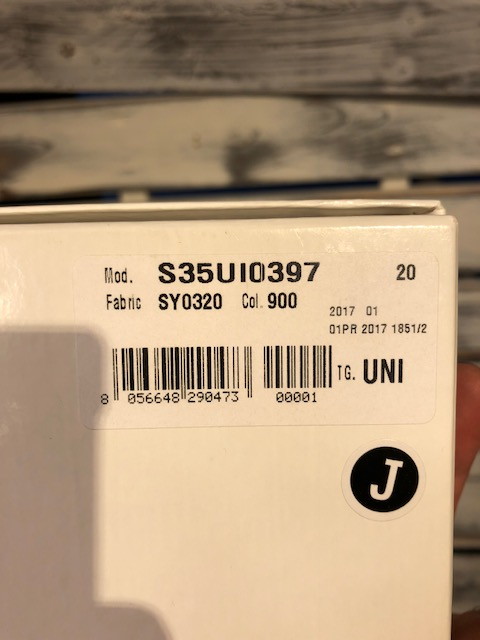 Mod. S35UI0397 20
Fabric SY0320 Col. 900
2017 01
01PR 2017 1851/2
TG. UNI
8 056648 290473 00001
J